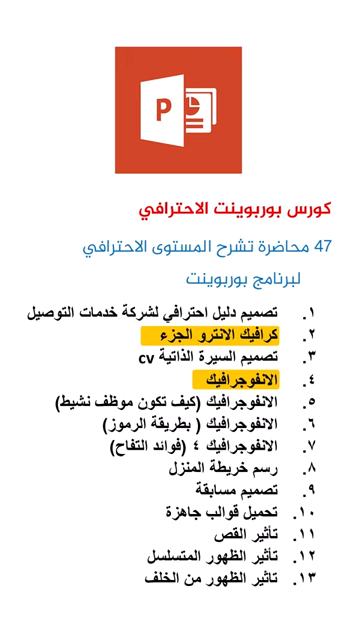 P
كورس بوربوينت الاحترافي
47 محاضرة تشرح المستوى الاحترافي
لبرنامج بوربوينت
١. تصميم دليل احترافي لشركة خدمات التوصيل
٢. كرافيك الانترو الجزء
٣. تصميم السيرة الذاتية cv
٤. الانفوجرافيك
٥. الانفوجرافيك (كيف تكون موظف نشيط)
٦. الانفوجرافيك ( بطريقة الرموز)
٧. الانفوجرافيك ٤ (فوائد التفاح)
٨. رسم خريطة المنزل
٩. تصميم مسابقة
١٠. تحميل قوالب جاهزة
١١. تأثير القص
١٢. تأثير الظهور المتسلسل
١٣. تاثير الظهور من الخلف